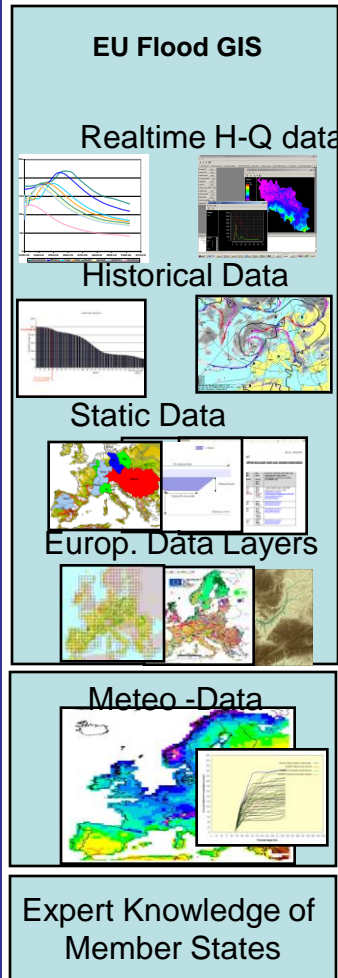 EU Flood GIS
Realtime H-Q data
Historical Data
Static Data
Europ. Data Layers
Meteo -Data
Expert Knowledge of
Member States